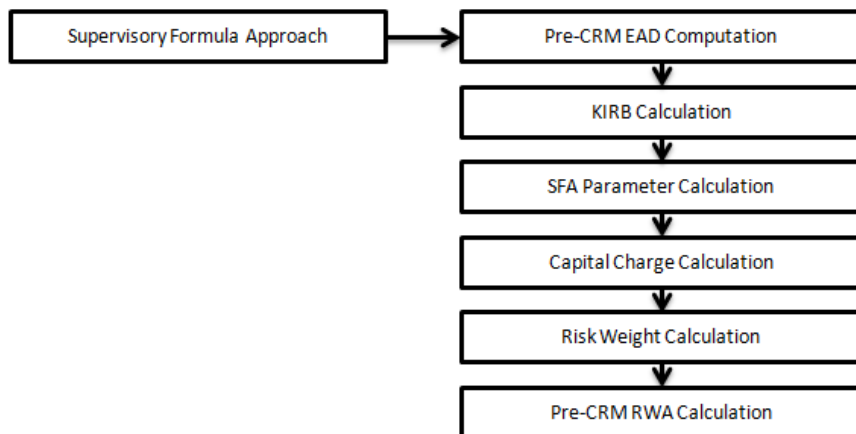 Supervisory Formula Approach
Pre-CRM EAD Computation
KIRB Calculation
SFA Parameter Calculation
Capital Charge Calculation
Risk Weight Calculation
Pre-CRM RWA Calculation